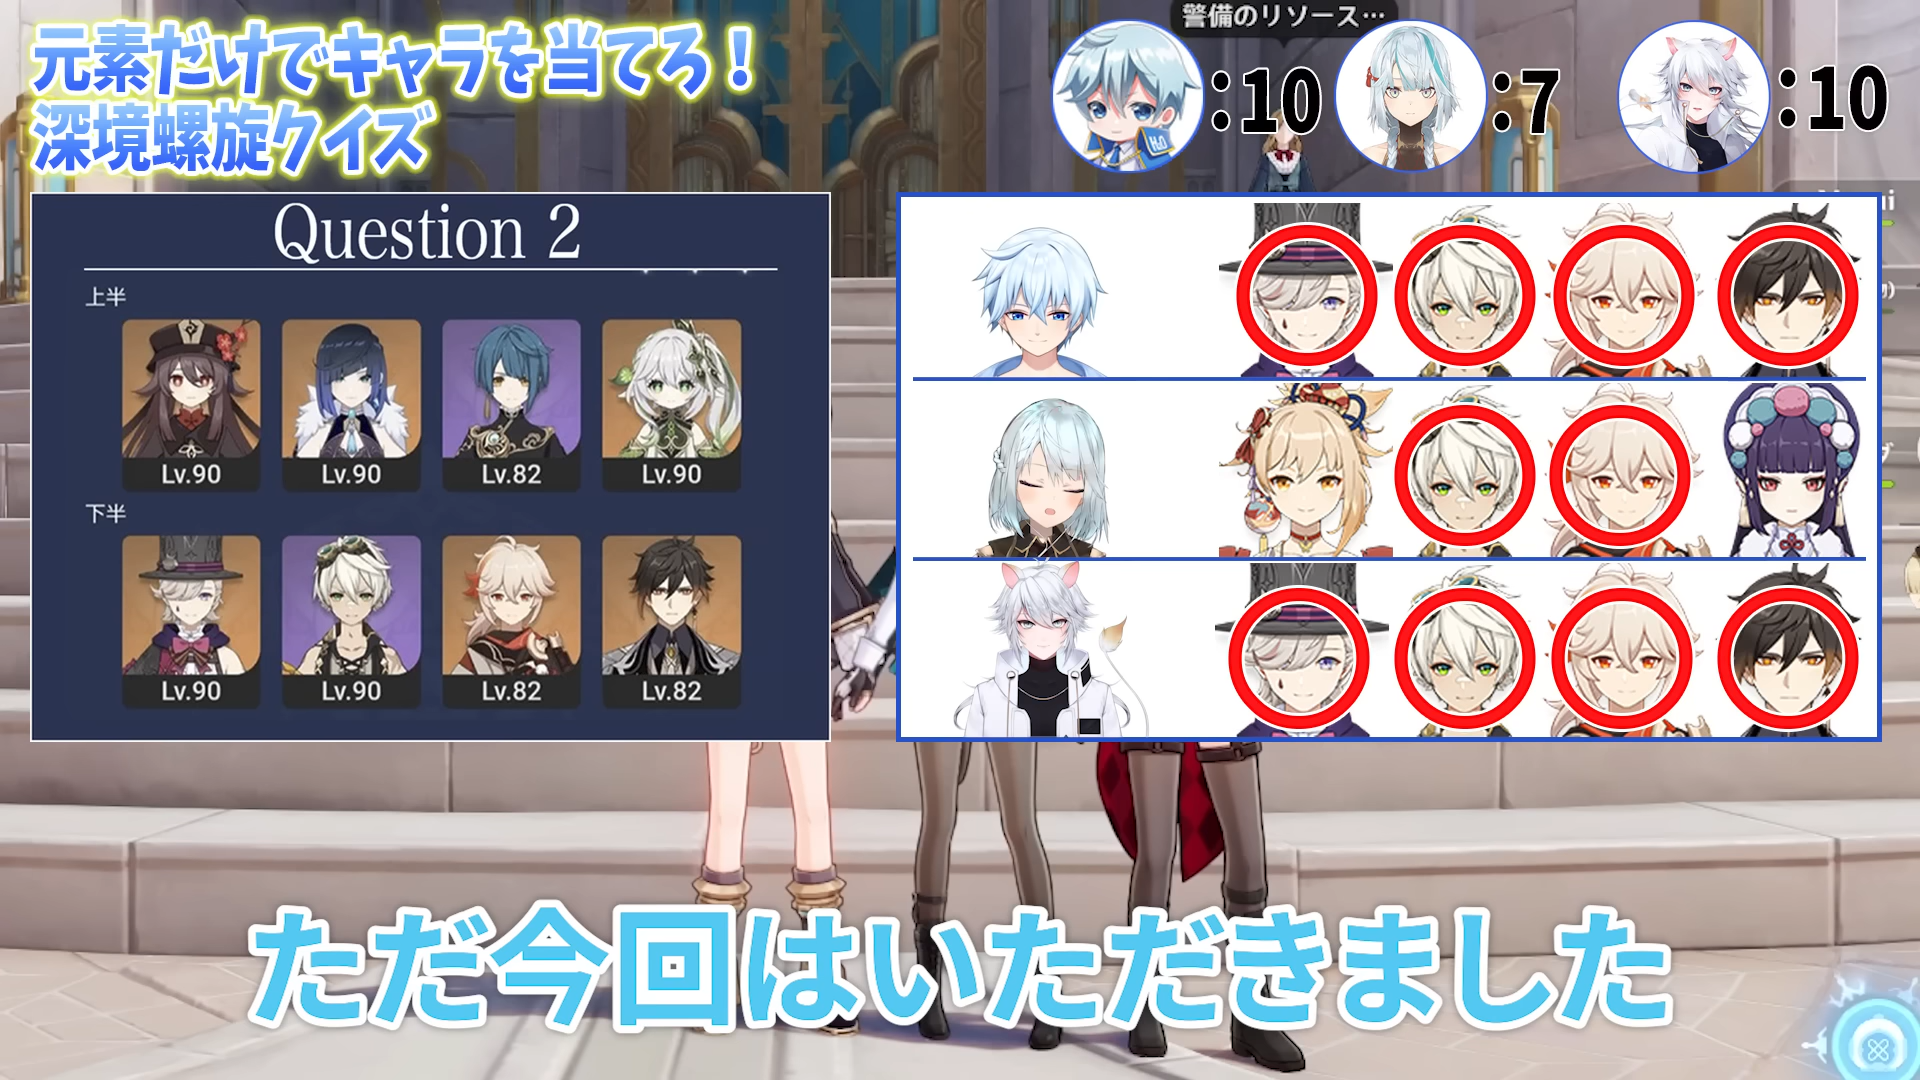 元素だけでキャラを当てろ！
深境螺旋クイズ
警備のリソース…
:10
:7
:10
Question 2
上半
Lv.90
Lv.90
Lv.82
Lv.90
下半
Lv.90
Lv.90
Lv.82
Lv.82
H₂O
ただ今回はいただきました